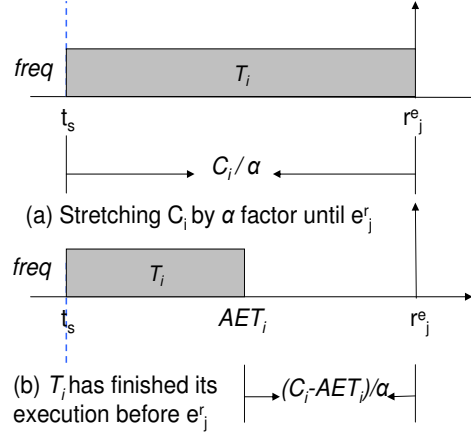 freq
T_i
t_s
r^e_j
C_i / α
(a) Stretching C_i by α factor until e^r_j
freq
T_i
t_s
AET_i
r^e_j
(b) T_i has finished its
execution before e^r_j
(C_i-AET_i)/α